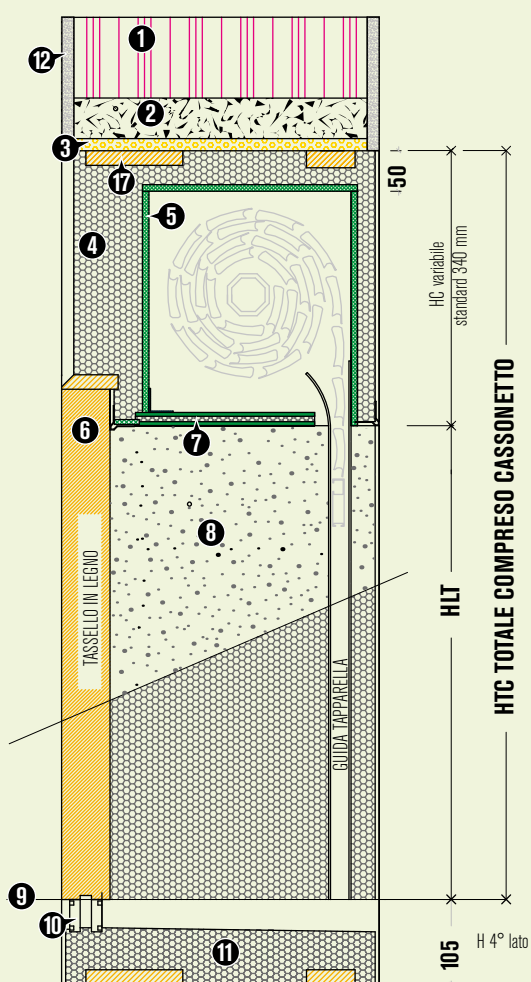 1
12
2
3
17
50
5
4
HC variabile
standard 340 mm
6
7
8
HTC TOTALE COMPRESO CASSONETTO
TASSELLO IN LEGNO
HLT
GUIDA TAPPARELLA
9
10
11
105
H 4° lato